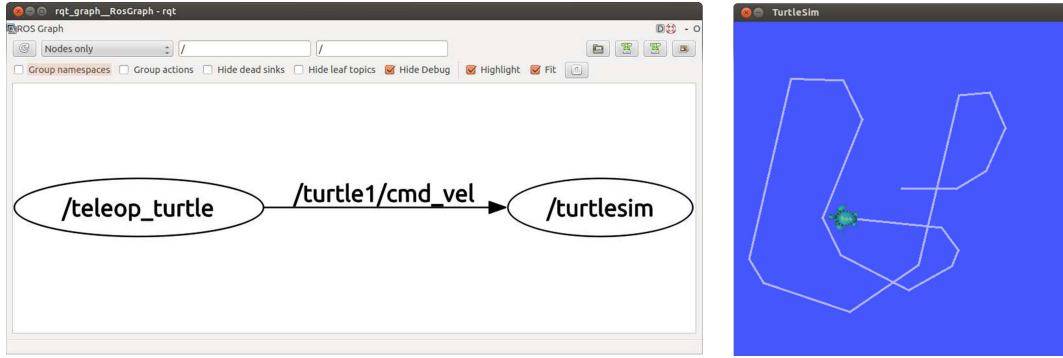 rqt_graph__RosGraph - rqt
ROS Graph
D - O
Nodes only / /
Group namespaces Group actions Hide dead sinks Hide leaf topics Hide Debug Highlight Fit
/teleop_turtle /turtle1/cmd_vel /turtlesim
TurtleSim